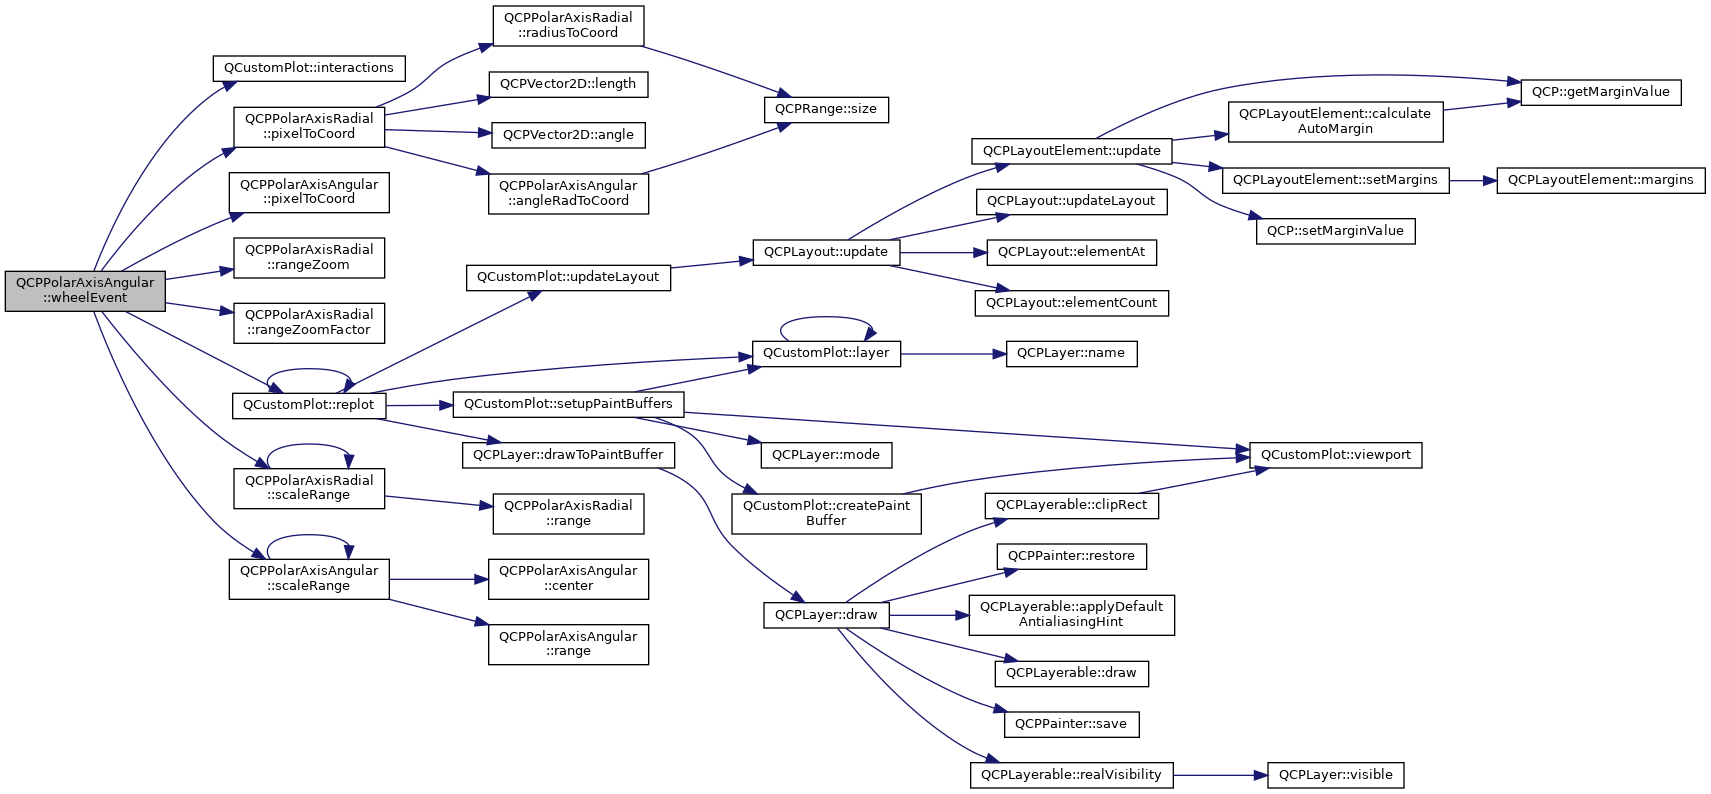 QCPPolarAxisAngular
::wheelEvent
QCustomPlot::interactions
QCPPolarAxisRadial
::pixelToCoord
QCPPolarAxisRadial
::radiusToCoord
QCPVector2D::length
QCPVector2D::angle
QCPPolarAxisAngular
::angleRadToCoord
QCPRange::size
QCPPolarAxisAngular
::pixelToCoord
QCPPolarAxisRadial
::rangeZoom
QCPPolarAxisRadial
::rangeZoomFactor
QCustomPlot::replot
QCustomPlot::updateLayout
QCPLayout::update
QCPLayoutElement::update
QCP::getMarginValue
QCPLayoutElement::calculate
AutoMargin
QCPLayoutElement::setMargins
QCPLayoutElement::margins
QCP::setMarginValue
QCPLayout::updateLayout
QCPLayout::elementAt
QCPLayout::elementCount
QCustomPlot::layer
QCPLayer::name
QCustomPlot::setupPaintBuffers
QCPLayer::mode
QCustomPlot::viewport
QCustomPlot::createPaint
Buffer
QCPLayer::drawToPaintBuffer
QCPLayer::draw
QCPLayerable::clipRect
QCPPainter::restore
QCPLayerable::applyDefault
AntialiasingHint
QCPLayerable::draw
QCPPainter::save
QCPLayerable::realVisibility
QCPLayer::visible
QCPPolarAxisRadial
::scaleRange
QCPPolarAxisRadial
::range
QCPPolarAxisAngular
::scaleRange
QCPPolarAxisAngular
::center
QCPPolarAxisAngular
::range